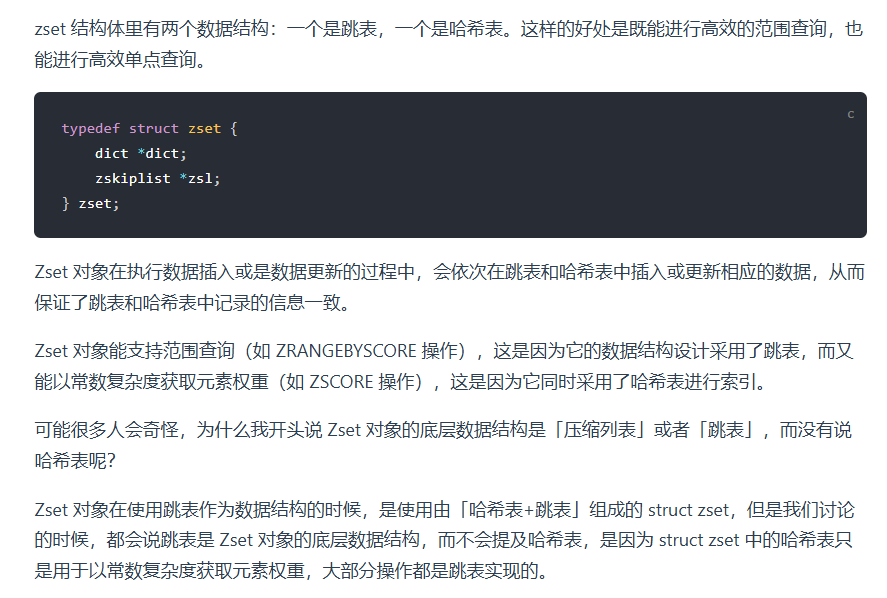 zset 结构体里有两个数据结构：一个是跳表，一个是哈希表。这样的好处是既能进行高效的范围查询，也
能进行高效单点查询。
c
typedef struct zset {
    dict *dict;
    zskiplist *zsl;
} zset;
Zset 对象在执行数据插入或是数据更新的过程中，会依次在跳表和哈希表中插入或更新相应的数据，从而
保证了跳表和哈希表中记录的信息一致。
Zset 对象能支持范围查询（如 ZRANGEBYSCORE 操作），这是因为它的数据结构设计采用了跳表，而又
能以常数复杂度获取元素权重（如 ZSCORE 操作），这是因为它同时采用了哈希表进行索引。
可能很多人会奇怪，为什么我开头说 Zset 对象的底层数据结构是「压缩列表」或者「跳表」，而没有说
哈希表呢？
Zset 对象在使用跳表作为数据结构的时候，是使用由「哈希表+跳表」组成的 struct zset，但是我们讨论
的时候，都会说跳表是 Zset 对象的底层数据结构，而不会提及哈希表，是因为 struct zset 中的哈希表只
是用于以常数复杂度获取元素权重，大部分操作都是跳表实现的。